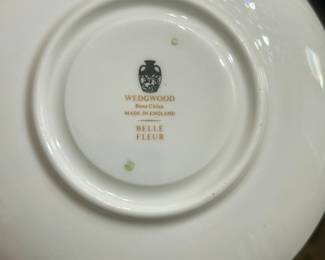 WEDGWOOD
Bone China
MADE IN ENGLAND
BELLE
FLEUR